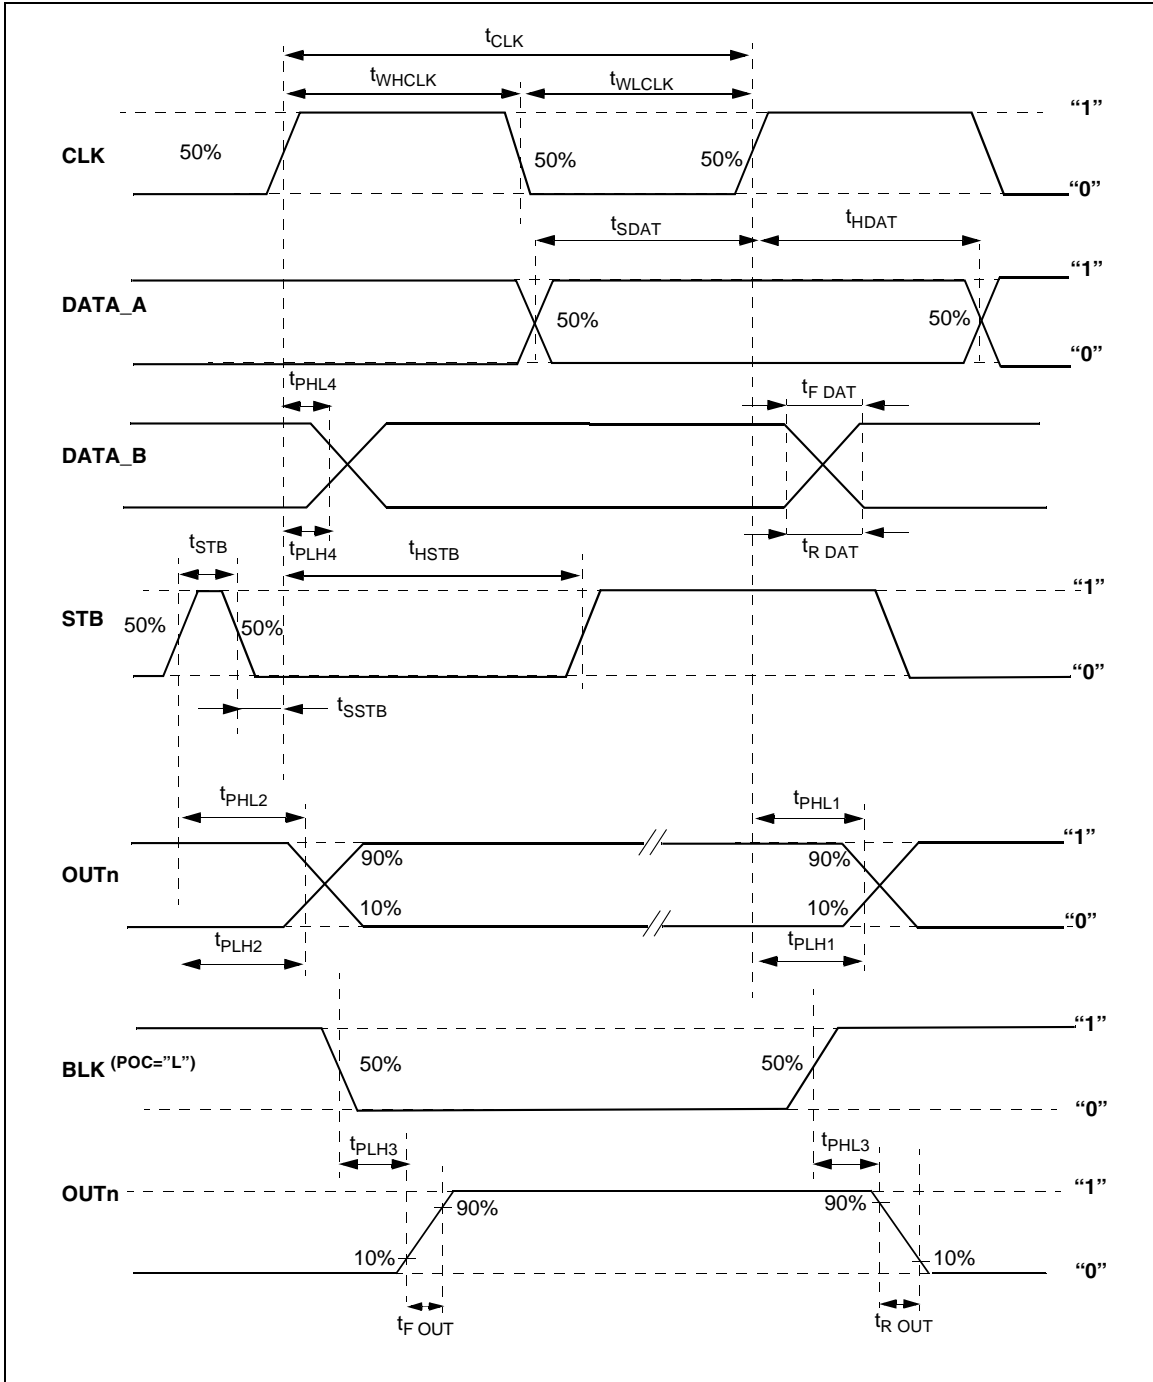 tCLK
tWHCLK tWLCLK
“1”
CLK 50% 50% 50%
“0”
tSDAT tHDAT
“1”
DATA_A 50% 50%
“0”
tPHL4 tF DAT
DATA_B
tSTB tPLH4 tHSTB tR DAT
“1”
STB 50% 50%
“0”
tSSTB
tPHL2 tPHL1
“1”
OUTn 90% 90%
10% 10%
“0”
tPLH2 tPLH1
“1”
BLK (POC=”L”) 50% 50%
“0”
tPLH3 tPHL3
OUTn “1”
90% 90%
10% 10%
“0”
tF OUT tR OUT